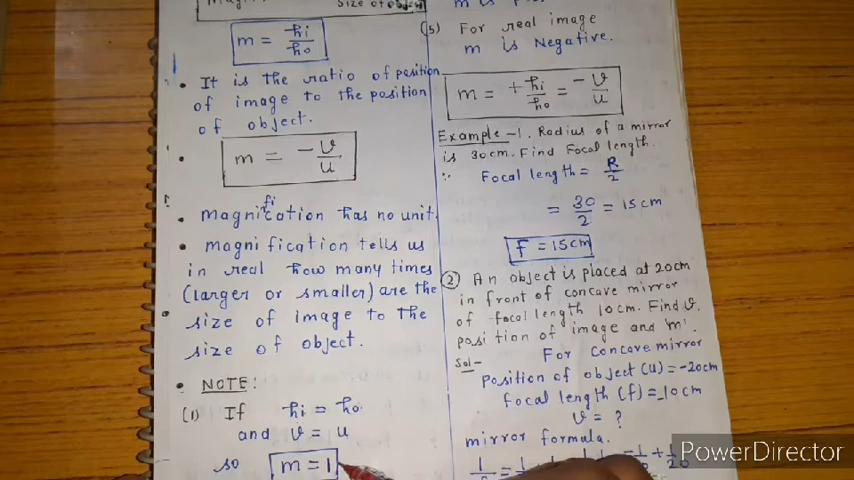 size of object
m = hi/ho
• It is the ratio of position
of image to the position
of object.
• m = -v/u
• magnification has no unit.
• magnification tells us
in real how many times
(larger or smaller) are the
size of image to the
size of object.
• NOTE:
(1) If hi = ho
and v = u
so m = 1
(5) For real image
m is Negative.
m = + hi/ho = -v/u
Example-1. Radius of a mirror
is 30cm. Find Focal length.
∵ Focal length = R/2
= 30/2 = 15cm
f = 15cm
(2) An object is placed at 20cm
in front of concave mirror
of focal length 10cm. Find v.
position of image and m'
Sol- For concave mirror
position of object (u) = -20cm
focal length (f) = -10cm
v = ?
mirror formula.
PowerDirector